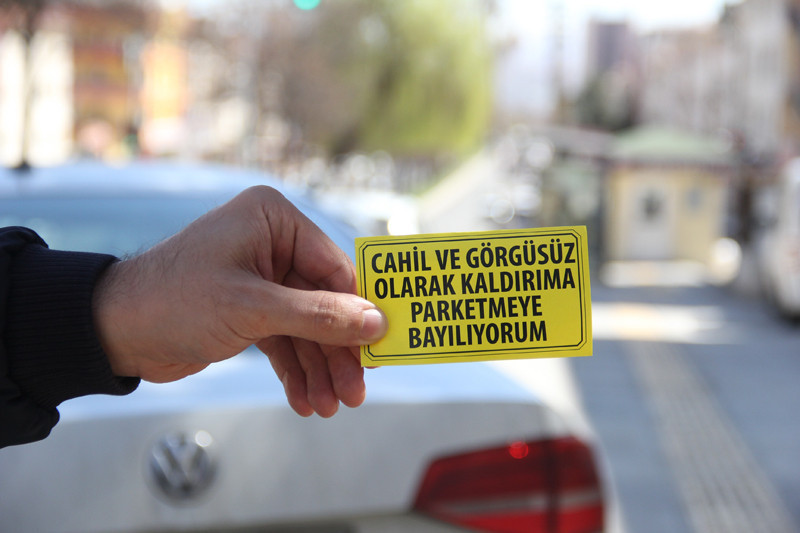 CAHİL VE GÖRGÜSÜZ
OLARAK KALDIRIMA
PARKETMEYE
BAYILIYORUM